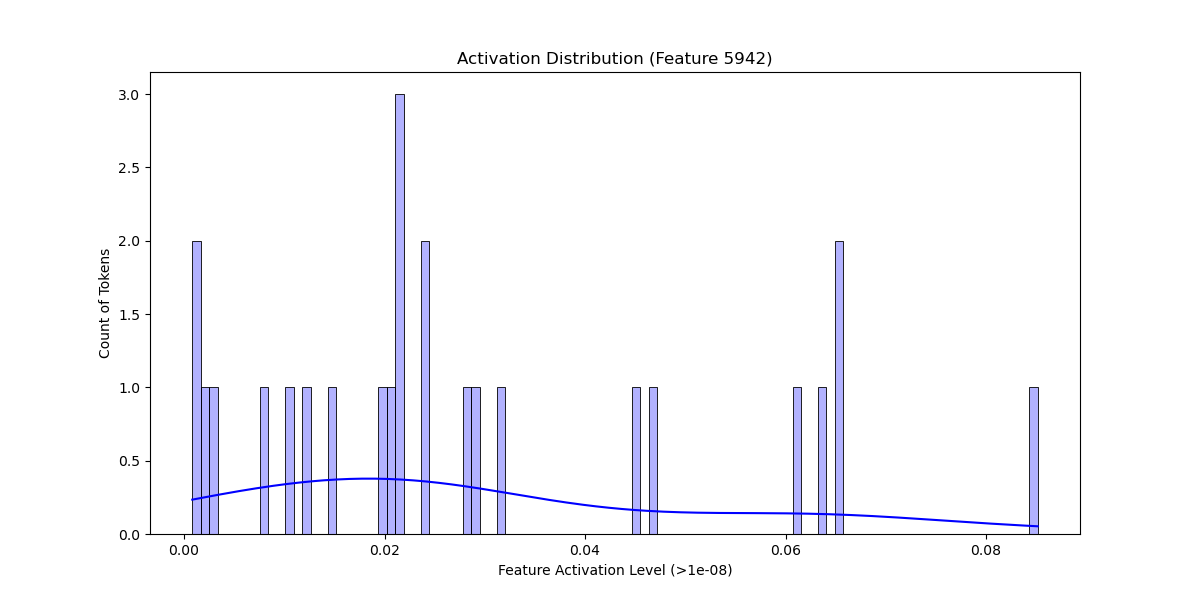 Activation Distribution (Feature 5942)
3.0
2.5
2.0
1.5
1.0
0.5
0.0
Count of Tokens
0.00 0.02 0.04 0.06 0.08
Feature Activation Level (>1e-08)